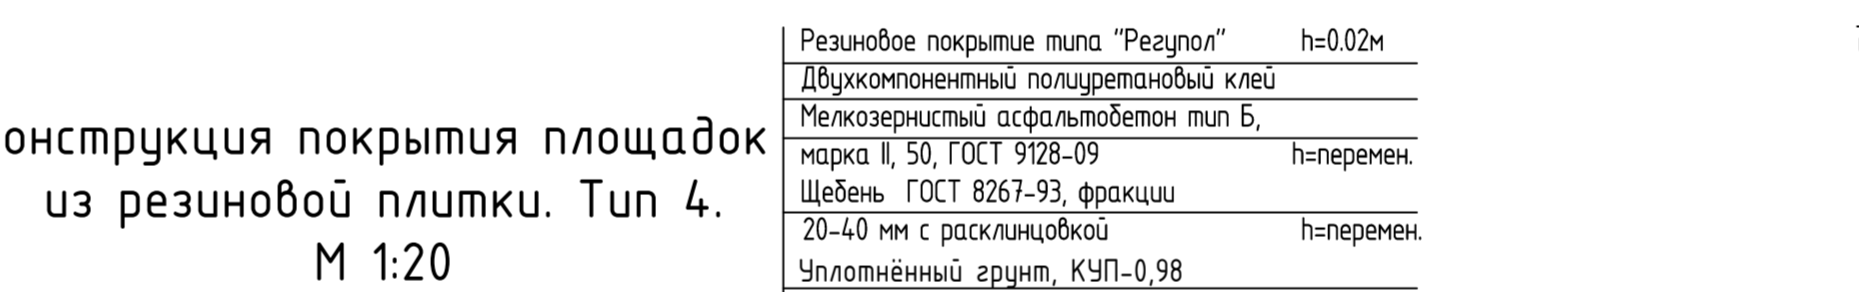 онструкция покрытия площадок
из резиновой плитки. Тип 4.
М 1:20
Резиновое покрытие типа "Регупол" h=0.02м
Двухкомпонентный полиуретановый клей
Мелкозернистый асфальтобетон тип Б,
марка II, 50, ГОСТ 9128-09 h=перемен.
Щебень ГОСТ 8267-93, фракции
20-40 мм с расклинцовкой h=перемен.
Уплотнённый грунт, КУП-0,98